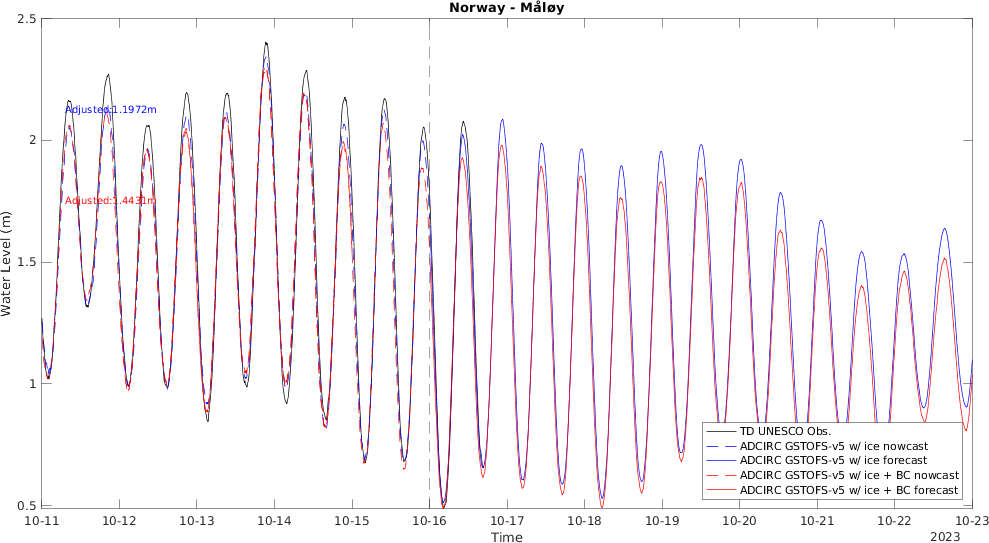 Norway - Måløy
2.5
2
1.5
1
0.5
Water Level (m)
Adjusted:1.1972m
Adjusted:1.4431m
TD UNESCO Obs.
ADCIRC GSTOFS-v5 w/ ice nowcast
ADCIRC GSTOFS-v5 w/ ice forecast
ADCIRC GSTOFS-v5 w/ ice + BC nowcast
ADCIRC GSTOFS-v5 w/ ice + BC forecast
10-11 10-12 10-13 10-14 10-15 10-16 10-17 10-18 10-19 10-20 10-21 10-22 10-23
Time
2023